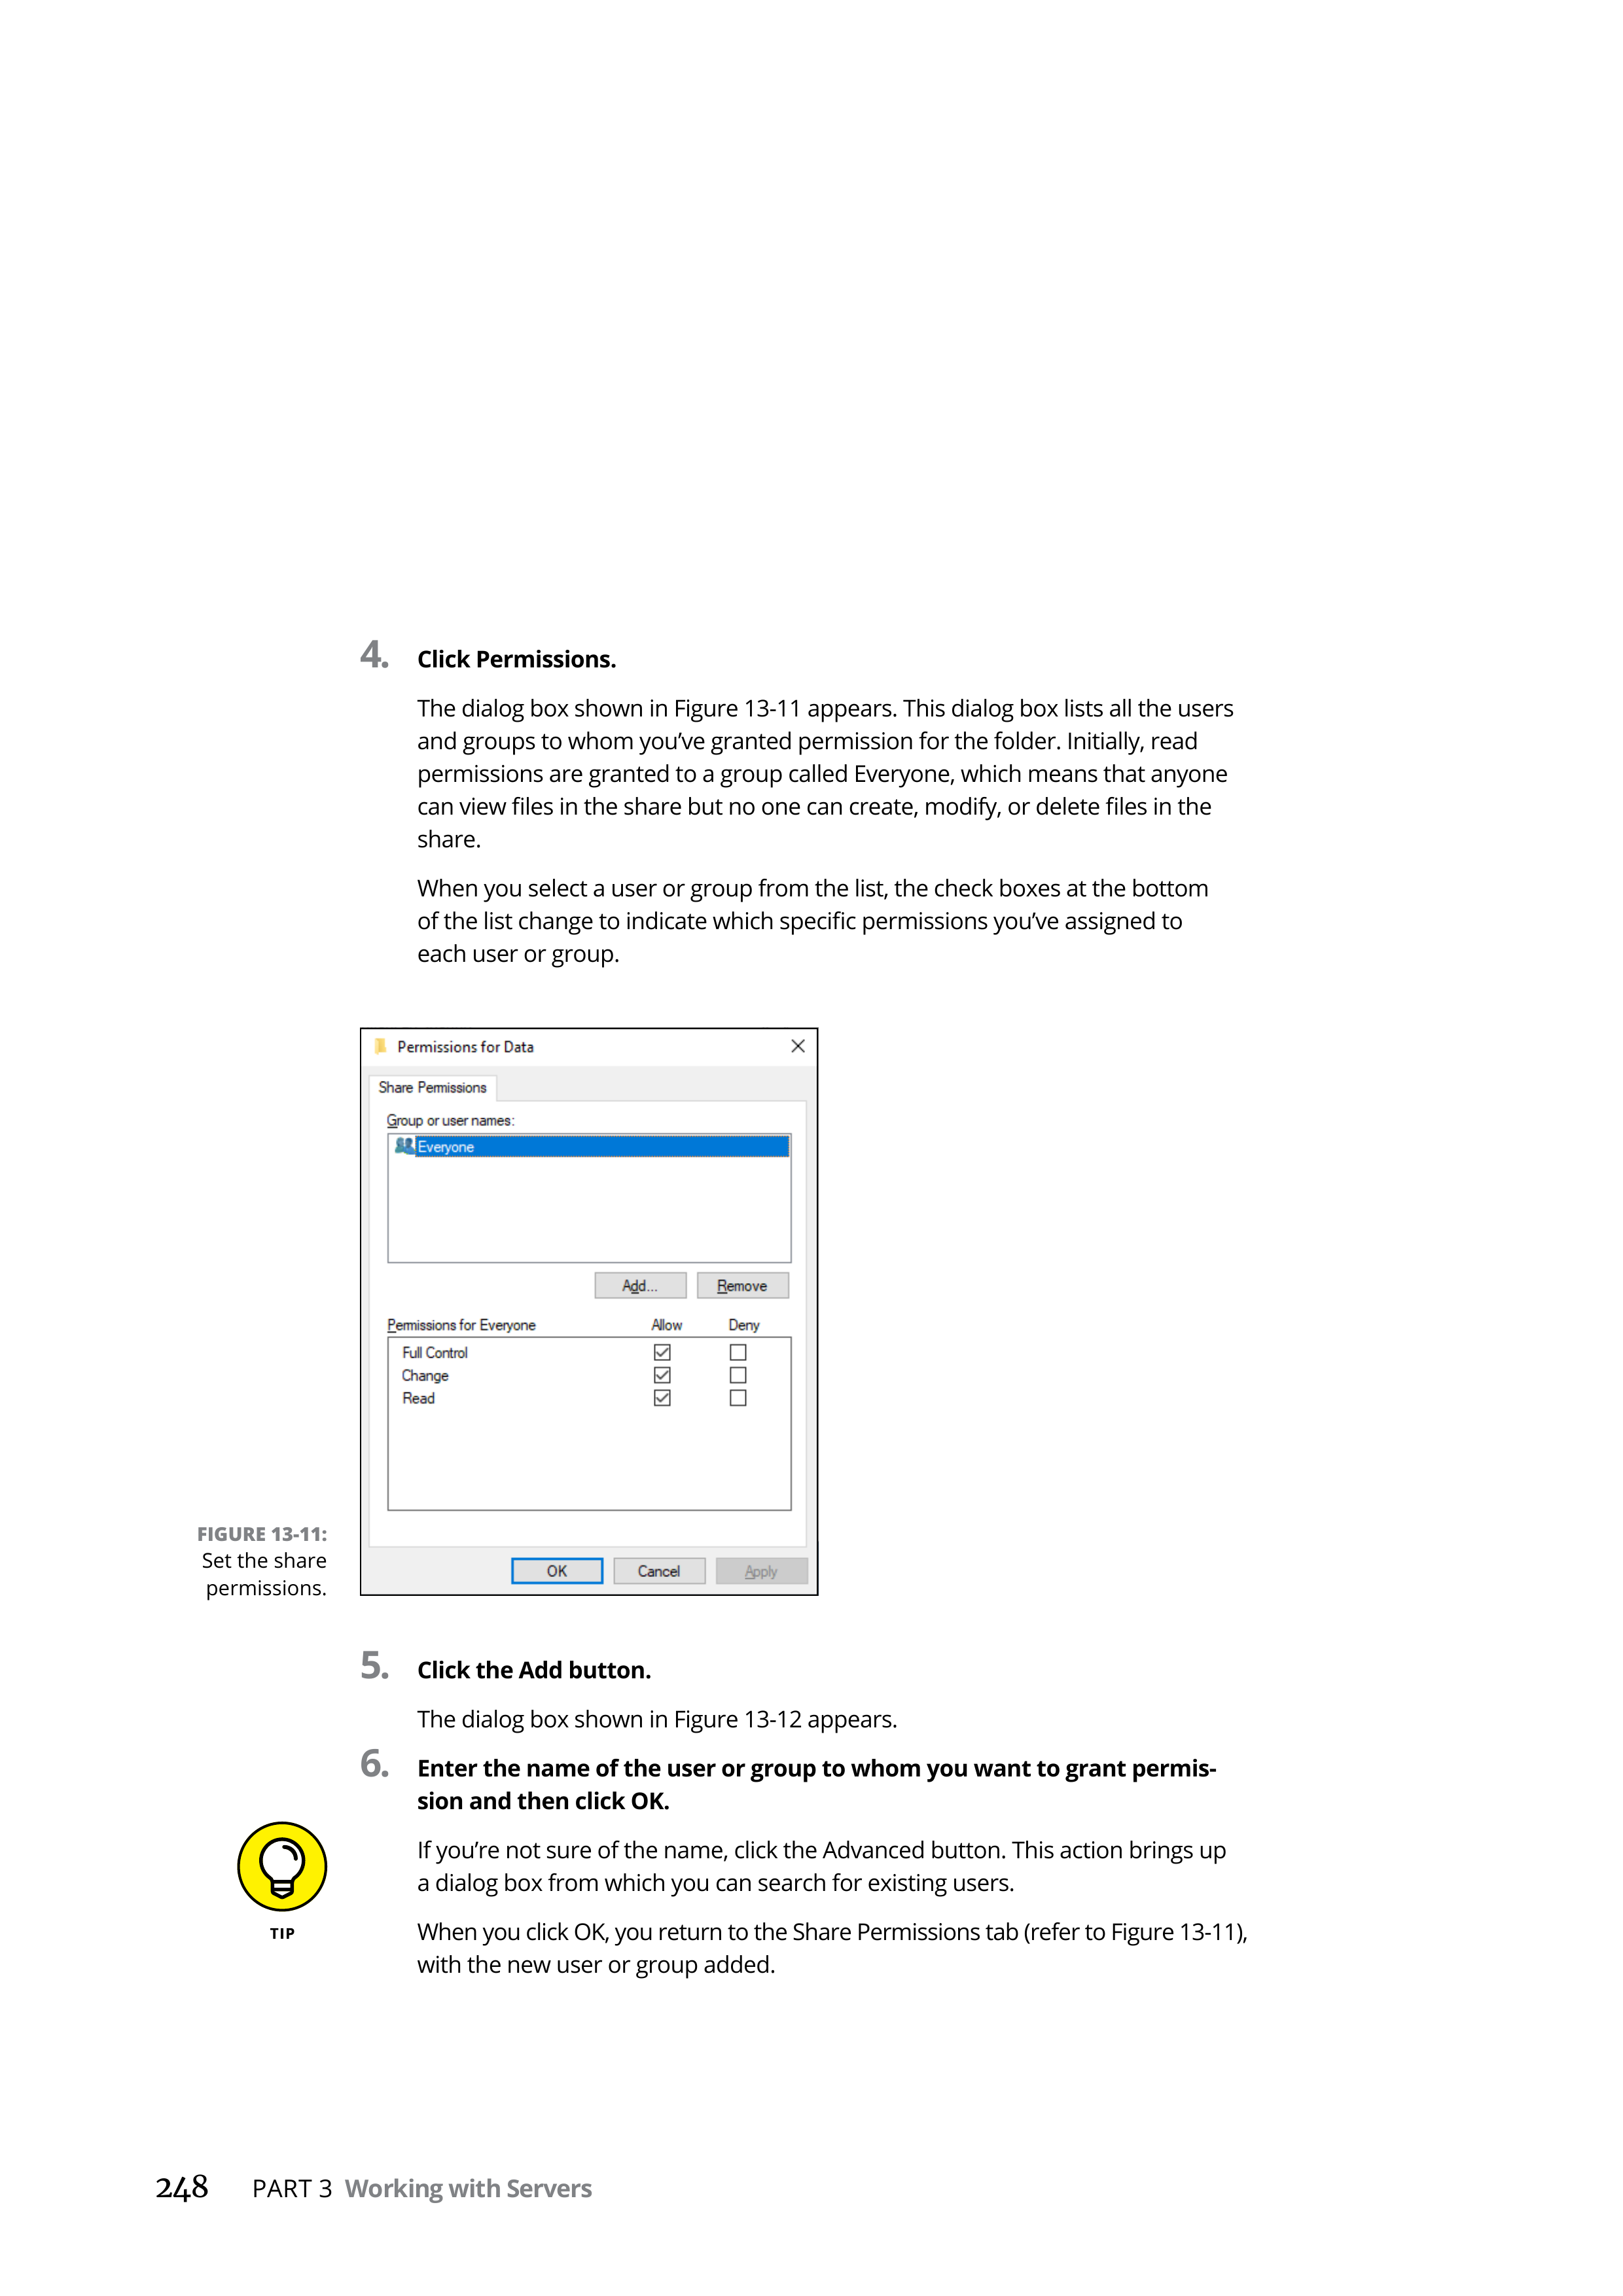 4. Click Permissions.
The dialog box shown in Figure 13-11 appears. This dialog box lists all the users
and groups to whom you’ve granted permission for the folder. Initially, read
permissions are granted to a group called Everyone, which means that anyone
can view files in the share but no one can create, modify, or delete files in the
share.
When you select a user or group from the list, the check boxes at the bottom
of the list change to indicate which specific permissions you’ve assigned to
each user or group.
Permissions for Data
Share Permissions
Group or user names:
Everyone
Add... Remove
Permissions for Everyone Allow Deny
Full Control
Change
Read
OK Cancel Apply
FIGURE 13-11:
Set the share
permissions.
5. Click the Add button.
The dialog box shown in Figure 13-12 appears.
6. Enter the name of the user or group to whom you want to grant permis-
sion and then click OK.
If you’re not sure of the name, click the Advanced button. This action brings up
a dialog box from which you can search for existing users.
TIP
When you click OK, you return to the Share Permissions tab (refer to Figure 13-11),
with the new user or group added.
248 PART 3 Working with Servers